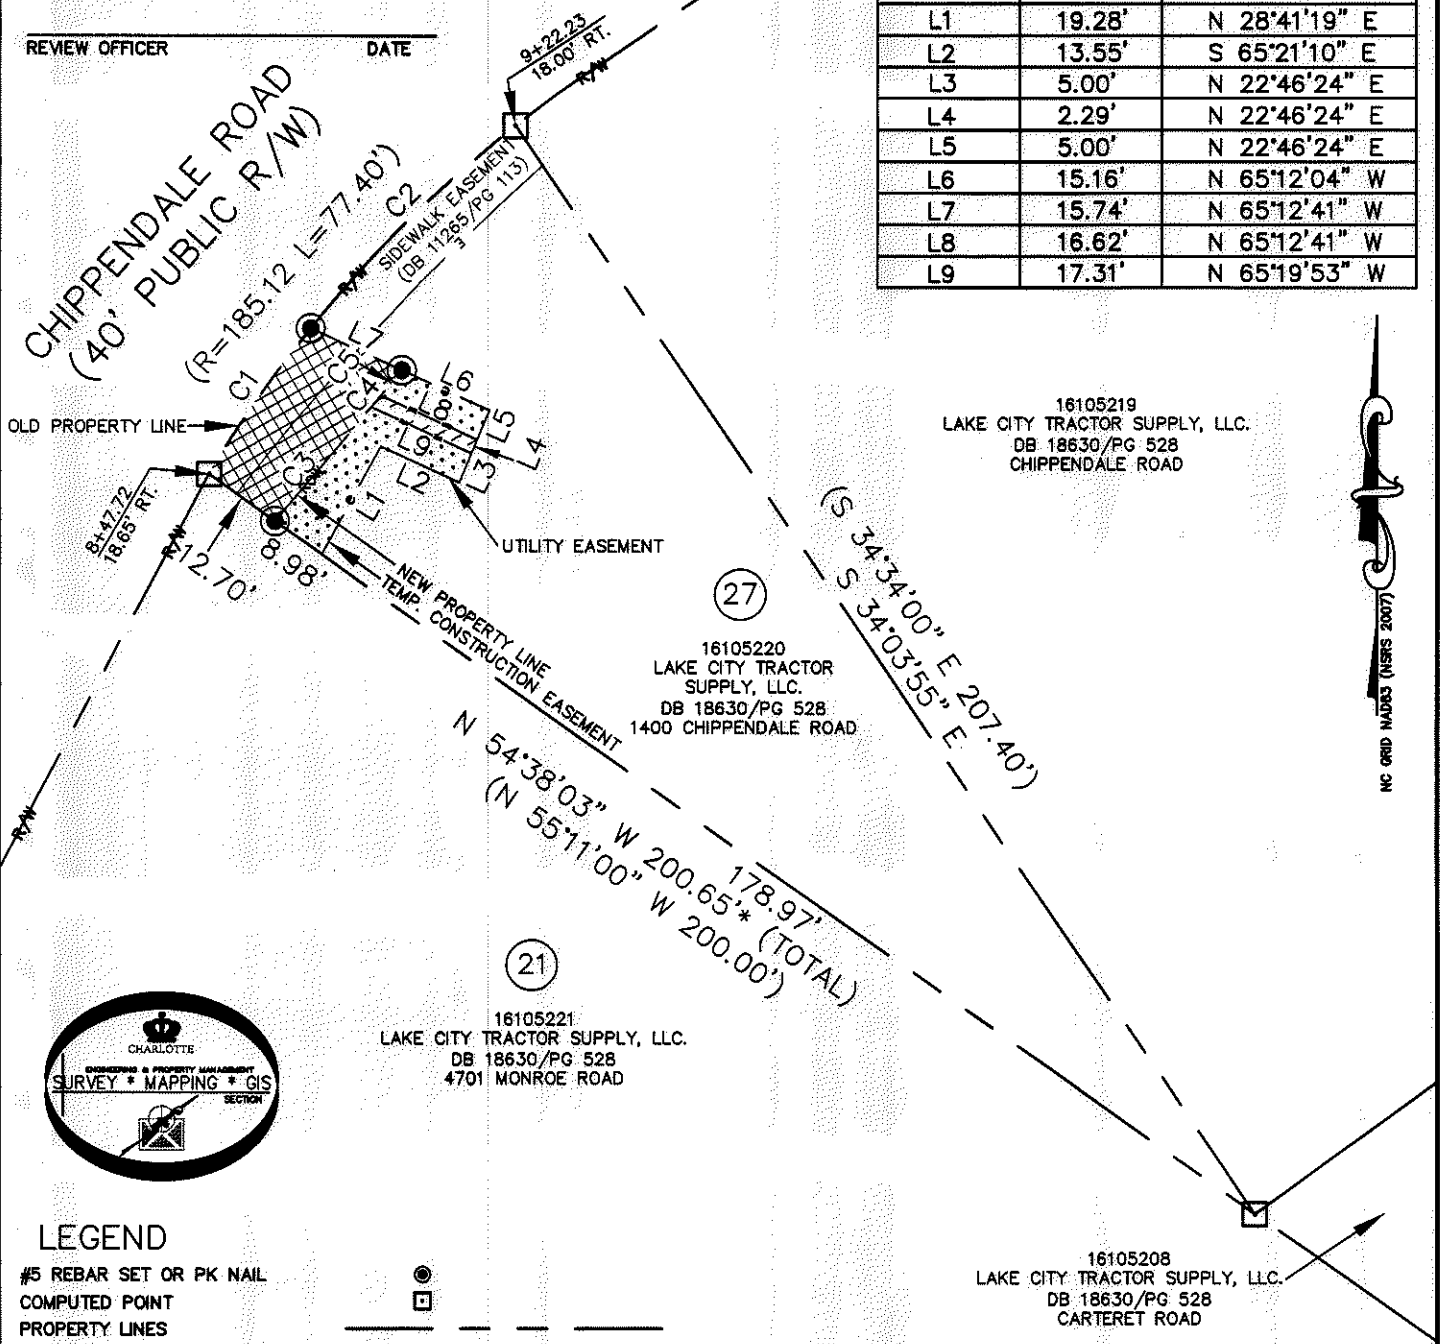 REVIEW OFFICER DATE
L1 19.28' N 28°41'19" E
L2 13.55' S 65°21'10" E
L3 5.00' N 22°46'24" E
L4 2.29' N 22°46'24" E
L5 5.00' N 22°46'24" E
L6 15.16' N 65°12'04" W
L7 15.74' N 65°12'41" W
L8 16.62' N 65°12'41" W
L9 17.31' N 65°19'53" W
9+22.23
18.00' RT.
R/W
CHIPPENDALE ROAD
(40' PUBLIC R/W)
(R=185.12 L=77.40')
C2
SIDEWALK EASEMENT
(DB 11265/PG 113)
3
R/W
C1
L7
C5
C4
L6
L8
L5
L9
L4
L3
L2
L1
C3
OLD PROPERTY LINE
8+47.72
18.65' RT.
R/W
12.70'
8.98'
UTILITY EASEMENT
NEW PROPERTY LINE
TEMP. CONSTRUCTION EASEMENT
16105219
LAKE CITY TRACTOR SUPPLY, LLC.
DB 18630/PG 528
CHIPPENDALE ROAD
(S 34°34'00" E 207.40')
S 34°03'55" E
NC GRID NAD83 (NSRS 2007)
27
16105220
LAKE CITY TRACTOR
SUPPLY, LLC.
DB 18630/PG 528
1400 CHIPPENDALE ROAD
R/W
178.97'
N 54°38'03" W 200.65'* (TOTAL)
(N 55°11'00" W 200.00')
21
16105221
LAKE CITY TRACTOR SUPPLY, LLC.
DB 18630/PG 528
4701 MONROE ROAD
CHARLOTTE
ENGINEERING & PROPERTY MANAGEMENT
SURVEY * MAPPING * GIS
SECTION
LEGEND
#5 REBAR SET OR PK NAIL
COMPUTED POINT
PROPERTY LINES
16105208
LAKE CITY TRACTOR SUPPLY, LLC.
DB 18630/PG 528
CARTERET ROAD